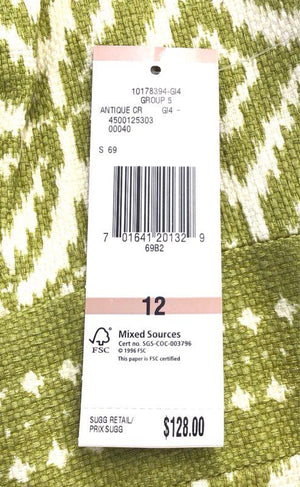 10178394-GI4
GROUP 5
ANTIQUE CR GI4 -
4500125303
00040
S 69
7 01641 20132 9
69B2
12
FSC
Mixed Sources
Cert no. SGS-COC-003796
© 1996 FSC
This paper is FSC certified
SUGG RETAIL/
PRIX SUGG
$128.00